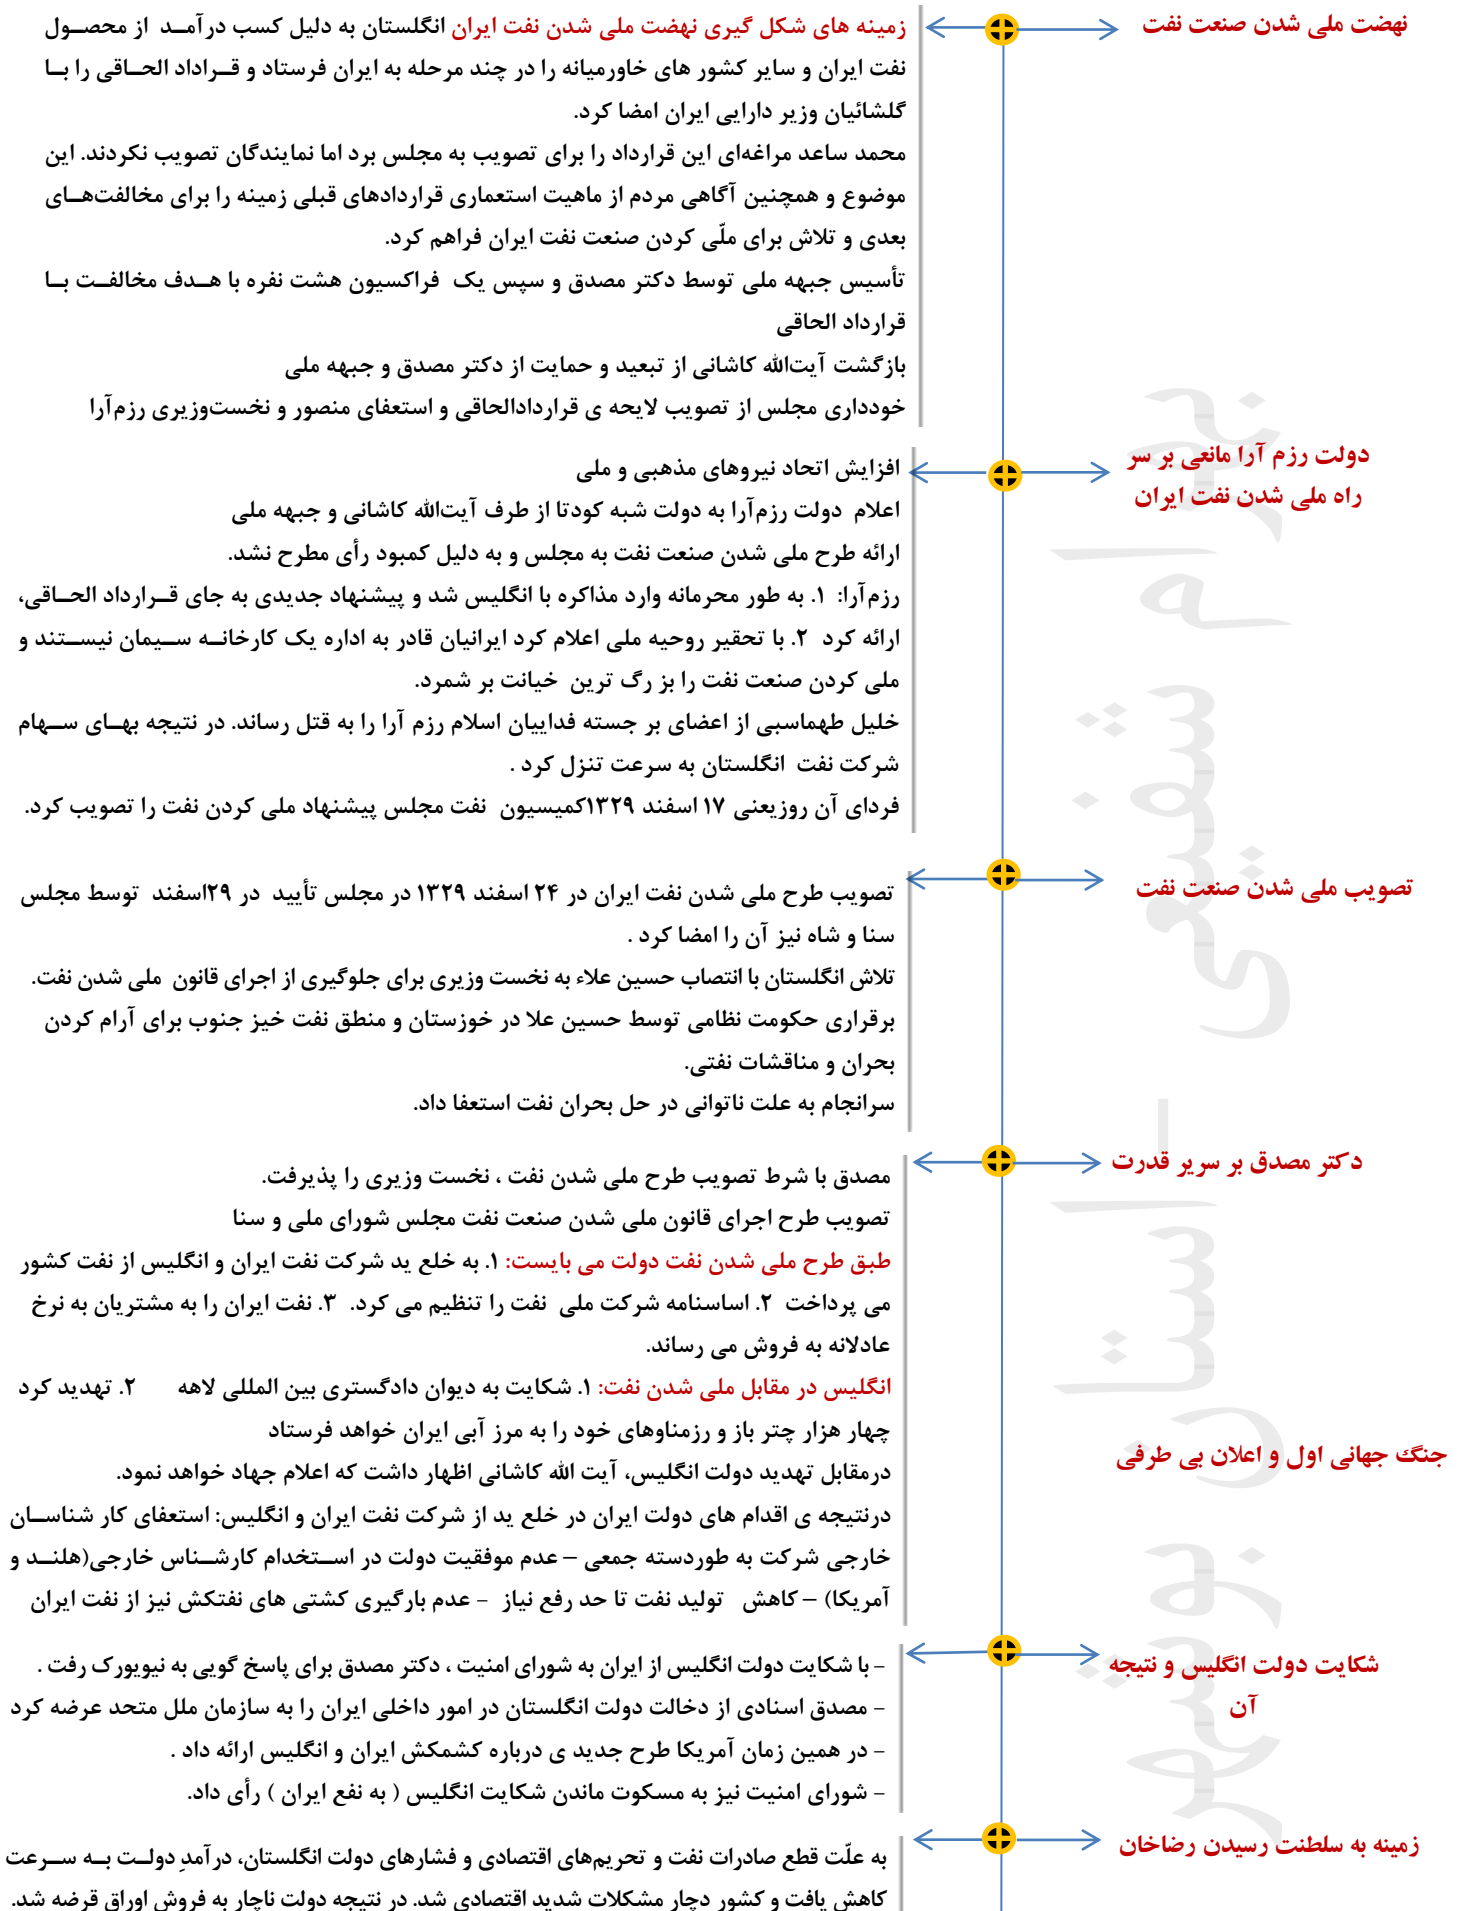 نهضت ملی شدن صنعت نفت
زمینه های شکل گیری نهضت ملی شدن نفت ایران انگلستان به دلیل کسب درآمـد از محصـول
نفت ایران و سایر کشور های خاورمیانه را در چند مرحله به ایران فرستاد و قـراداد الحـاقی را بـا
گلشائیان وزیر دارایی ایران امضا کرد.
محمد ساعد مراغه‌ای این قرارداد را برای تصویب به مجلس برد اما نمایندگان تصویب نکردند. این
موضوع و همچنین آگاهی مردم از ماهیت استعماری قراردادهای قبلی زمینه را برای مخالفت‌هـای
بعدی و تلاش برای ملّی کردن صنعت نفت ایران فراهم کرد.
تأسیس جبهه ملی توسط دکتر مصدق و سپس یک فراکسیون هشت نفره با هـدف مخالفـت بـا
قرارداد الحاقی
بازگشت آیت‌الله کاشانی از تبعید و حمایت از دکتر مصدق و جبهه ملی
خودداری مجلس از تصویب لایحه ی قراردادالحاقی و استعفای منصور و نخست‌وزیری رزم‌آرا
دولت رزم آرا مانعی بر سر
راه ملی شدن نفت ایران
افزایش اتحاد نیروهای مذهبی و ملی
اعلام دولت رزم‌آرا به دولت شبه کودتا از طرف آیت‌الله کاشانی و جبهه ملی
ارائه طرح ملی شدن صنعت نفت به مجلس و به دلیل کمبود رأی مطرح نشد.
رزم‌آرا: ۱. به طور محرمانه وارد مذاکره با انگلیس شد و پیشنهاد جدیدی به جای قـرارداد الحـاقی،
ارائه کرد ۲. با تحقیر روحیه ملی اعلام کرد ایرانیان قادر به اداره یک کارخانـه سـیمان نیسـتند و
ملی کردن صنعت نفت را بز رگ ترین خیانت بر شمرد.
خلیل طهماسبی از اعضای بر جسته فداییان اسلام رزم آرا را به قتل رساند. در نتیجه بهـای سـهام
شرکت نفت انگلستان به سرعت تنزل کرد .
فردای آن روزیعنی ۱۷ اسفند ۱۳۲۹کمیسیون نفت مجلس پیشنهاد ملی کردن نفت را تصویب کرد.
تصویب ملی شدن صنعت نفت
تصویب طرح ملی شدن نفت ایران در ۲۴ اسفند ۱۳۲۹ در مجلس تأیید در ۲۹اسفند توسط مجلس
سنا و شاه نیز آن را امضا کرد .
تلاش انگلستان با انتصاب حسین علاء به نخست وزیری برای جلوگیری از اجرای قانون ملی شدن نفت.
برقراری حکومت نظامی توسط حسین علا در خوزستان و منطق نفت خیز جنوب برای آرام کردن
بحران و مناقشات نفتی.
سرانجام به علت ناتوانی در حل بحران نفت استعفا داد.
دکتر مصدق بر سریر قدرت
مصدق با شرط تصویب طرح ملی شدن نفت ، نخست وزیری را پذیرفت.
تصویب طرح اجرای قانون ملی شدن صنعت نفت مجلس شورای ملی و سنا
طبق طرح ملی شدن نفت دولت می بایست: ۱. به خلع ید شرکت نفت ایران و انگلیس از نفت کشور
می پرداخت ۲. اساسنامه شرکت ملی نفت را تنظیم می کرد. ۳. نفت ایران را به مشتریان به نرخ
عادلانه به فروش می رساند.
انگلیس در مقابل ملی شدن نفت: ۱. شکایت به دیوان دادگستری بین المللی لاهه ۲. تهدید کرد
چهار هزار چتر باز و رزمناوهای خود را به مرز آبی ایران خواهد فرستاد
جنگ جهانی اول و اعلان بی طرفی
درمقابل تهدید دولت انگلیس، آیت الله کاشانی اظهار داشت که اعلام جهاد خواهد نمود.
درنتیجه ی اقدام های دولت ایران در خلع ید از شرکت نفت ایران و انگلیس: استعفای کار شناسـان
خارجی شرکت به طوردسته جمعی – عدم موفقیت دولت در اسـتخدام کارشـناس خارجی(هلنـد و
آمریکا) – کاهش تولید نفت تا حد رفع نیاز - عدم بارگیری کشتی های نفتکش نیز از نفت ایران
شکایت دولت انگلیس و نتیجه
آن
- با شکایت دولت انگلیس از ایران به شورای امنیت ، دکتر مصدق برای پاسخ گویی به نیویورک رفت .
- مصدق اسنادی از دخالت دولت انگلستان در امور داخلی ایران را به سازمان ملل متحد عرضه کرد
- در همین زمان آمریکا طرح جدید ی درباره کشمکش ایران و انگلیس ارائه داد .
- شورای امنیت نیز به مسکوت ماندن شکایت انگلیس ( به نفع ایران ) رأی داد.
زمینه به سلطنت رسیدن رضاخان
به علّت قطع صادرات نفت و تحریم‌های اقتصادی و فشارهای دولت انگلستان، درآمدِ دولـت بـه سـرعت
کاهش یافت و کشور دچار مشکلات شدید اقتصادی شد. در نتیجه دولت ناچار به فروش اوراق قرضه شد.
بهرام شفیعی - استان بوشهر